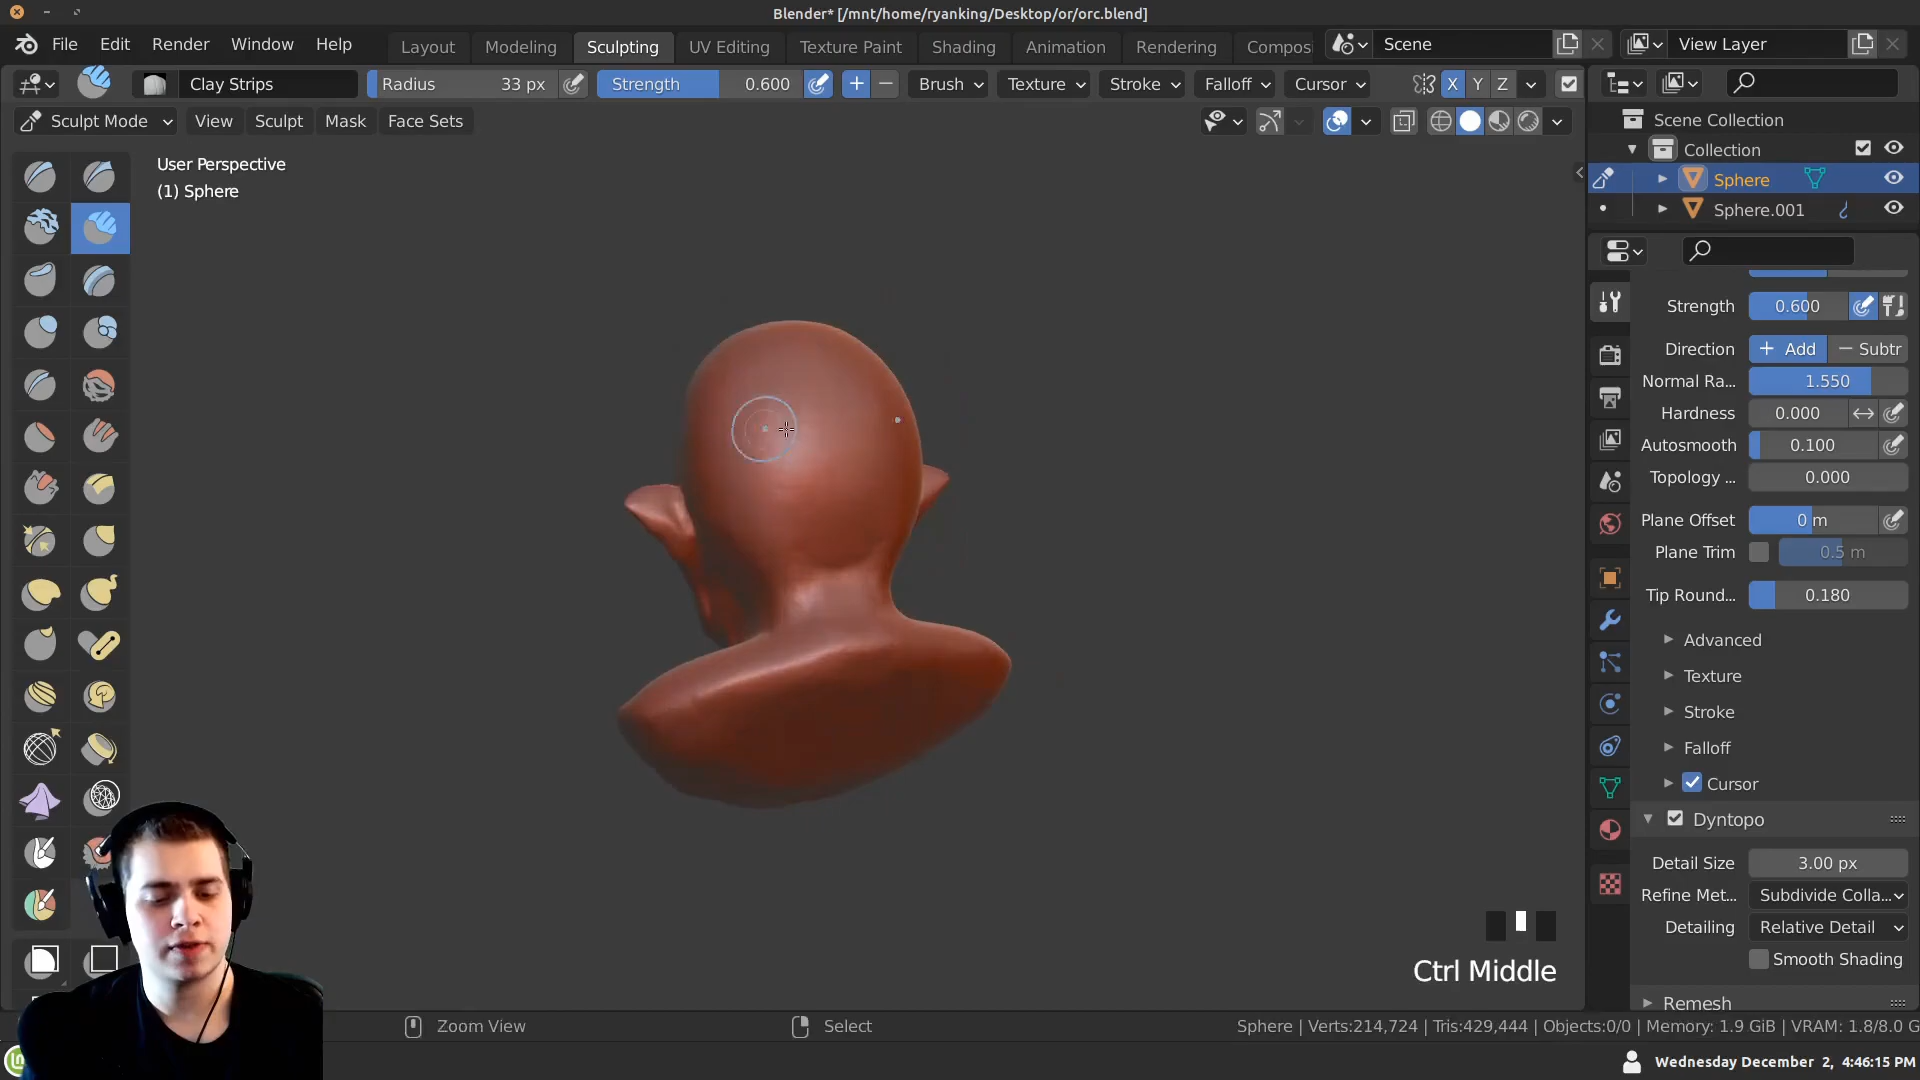 Blender* [/mnt/home/ryanking/Desktop/or/orc.blend]
File Edit Render Window Help
Layout Modeling Sculpting UV Editing Texture Paint Shading Animation Rendering Compos
Scene
View Layer
Clay Strips
Radius 33 px
Strength 0.600
Brush Texture Stroke Falloff Cursor
X Y Z
Sculpt Mode View Sculpt Mask Face Sets
User Perspective
(1) Sphere
Scene Collection
Collection
Sphere
Sphere.001
Strength 0.600
Direction + Add − Subtr
Normal Ra... 1.550
Hardness 0.000
Autosmooth 0.100
Topology ... 0.000
Plane Offset 0 m
Plane Trim 0.5 m
Tip Round... 0.180
Advanced
Texture
Stroke
Falloff
Cursor
Dyntopo
Detail Size 3.00 px
Refine Met... Subdivide Colla...
Detailing Relative Detail
Smooth Shading
Remesh
Ctrl Middle
Zoom View
Select
Sphere | Verts:214,724 | Tris:429,444 | Objects:0/0 | Memory: 1.9 GiB | VRAM: 1.8/8.0 G
Wednesday December 2, 4:46:15 PM